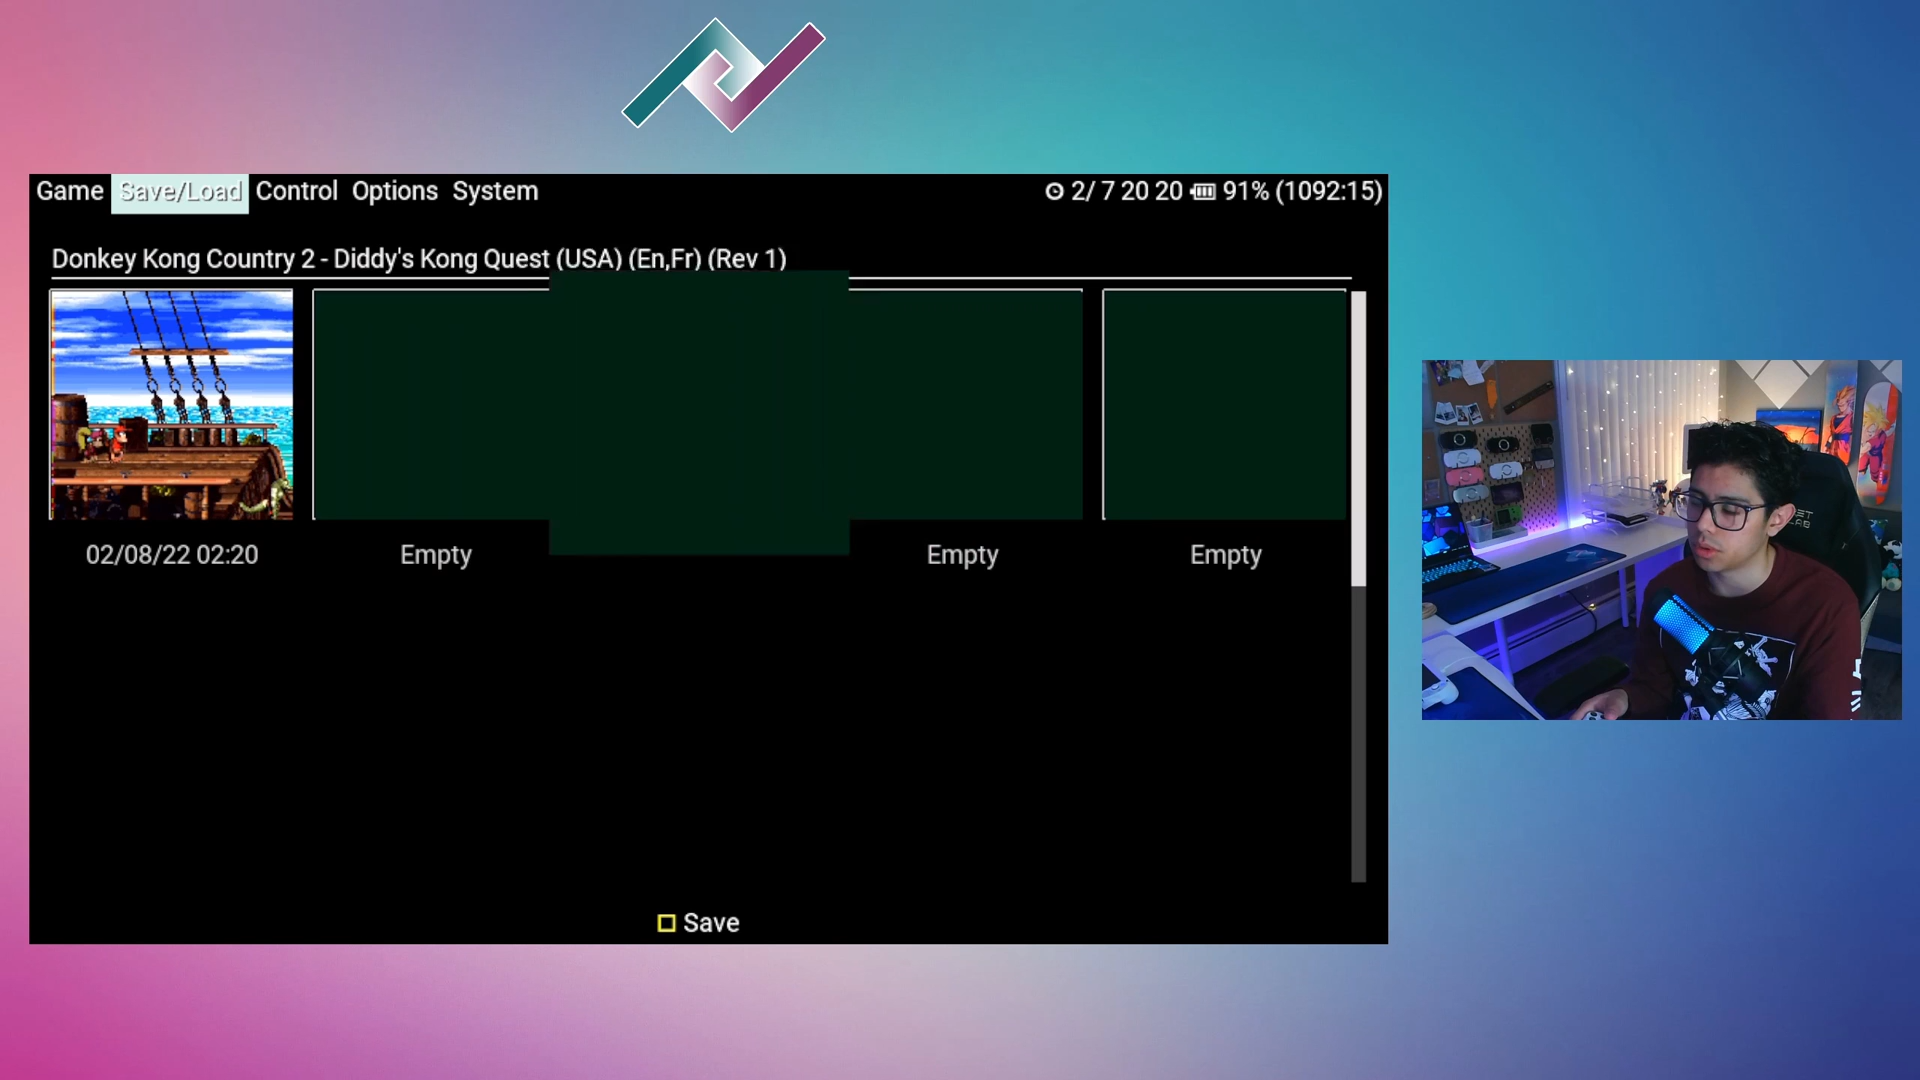 Game Save/Load Control Options System 2/ 7 20 20 91% (1092:15)
Donkey Kong Country 2 - Diddy's Kong Quest (USA) (En,Fr) (Rev 1)
02/08/22 02:20 Empty Empty Empty
Save